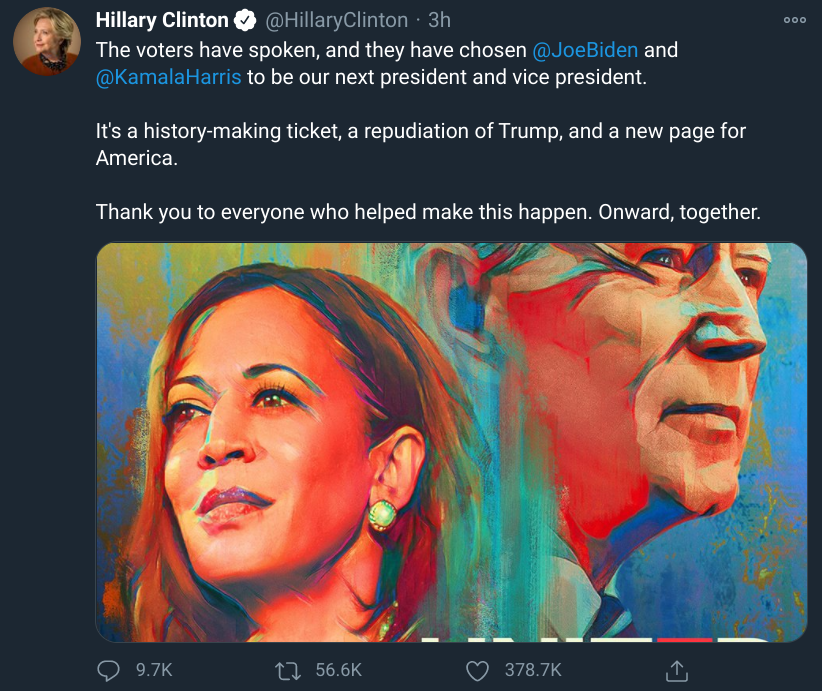 Hillary Clinton @HillaryClinton · 3h
The voters have spoken, and they have chosen @JoeBiden and
@KamalaHarris to be our next president and vice president.
It's a history-making ticket, a repudiation of Trump, and a new page for
America.
Thank you to everyone who helped make this happen. Onward, together.
9.7K 56.6K 378.7K